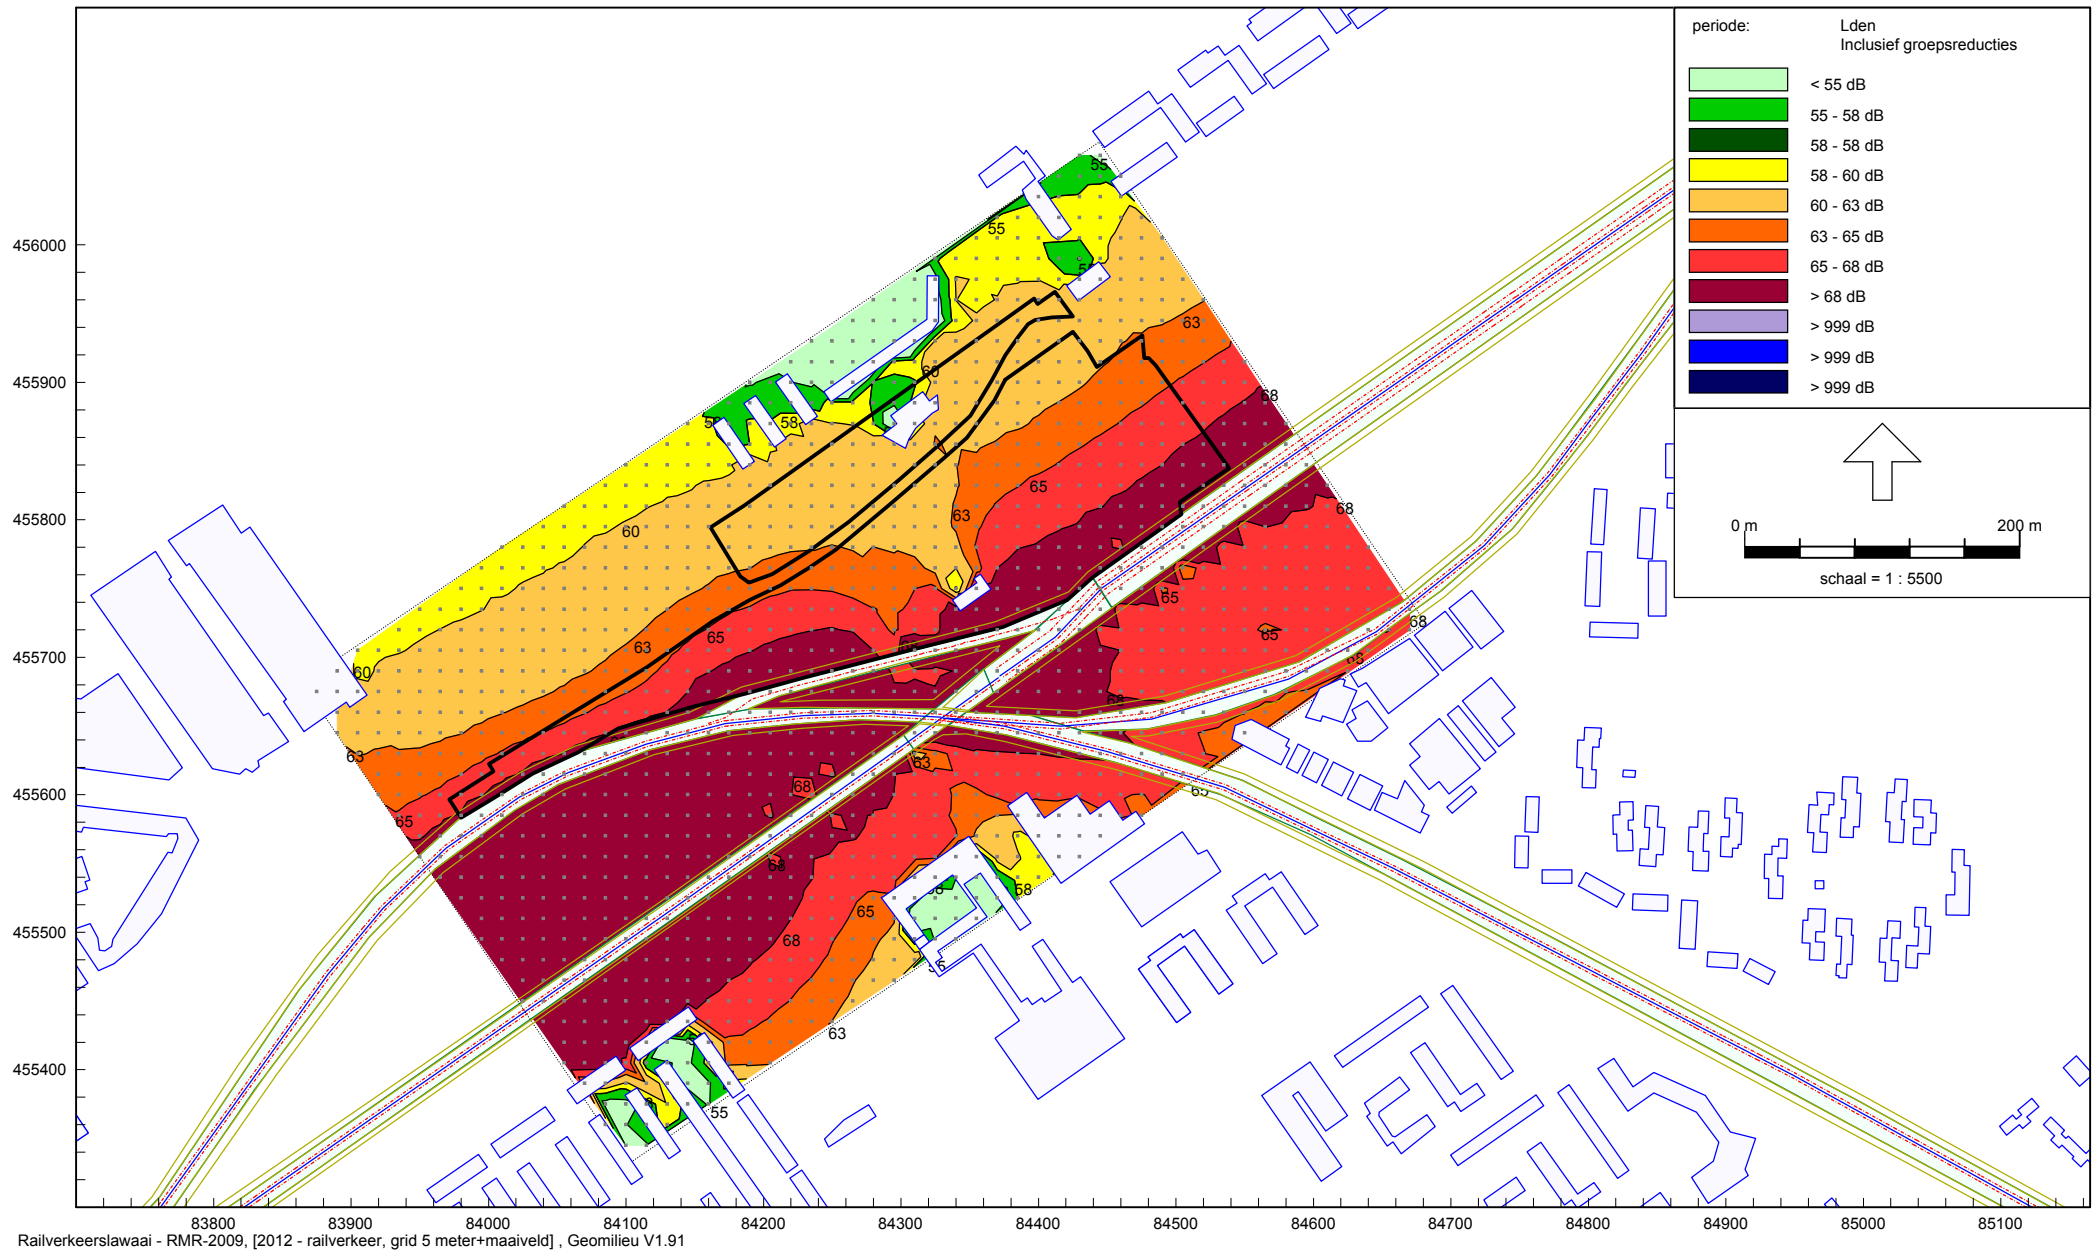 periode: Lden
Inclusief groepsreducties
< 55 dB
55 - 58 dB
58 - 58 dB
58 - 60 dB
60 - 63 dB
63 - 65 dB
65 - 68 dB
> 68 dB
> 999 dB
> 999 dB
> 999 dB
0 m 200 m
schaal = 1 : 5500
456000
455900
455800
455700
455600
455500
455400
55
55
63
60
68
58
65
63
68
60
65
65
63
65
68
60
68
68
63
63
65
68
65
68
58
65
68
63
55
83800 83900 84000 84100 84200 84300 84400 84500 84600 84700 84800 84900 85000 85100
Railverkeerslawaai - RMR-2009, [2012 - railverkeer, grid 5 meter+maaiveld] , Geomilieu V1.91